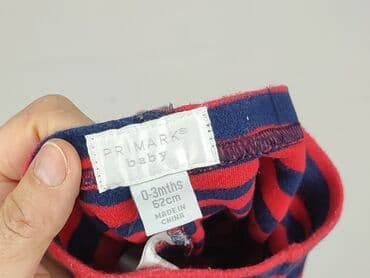 PRIMARK®
baby
0-3mths
62cm
MADE IN
CHINA